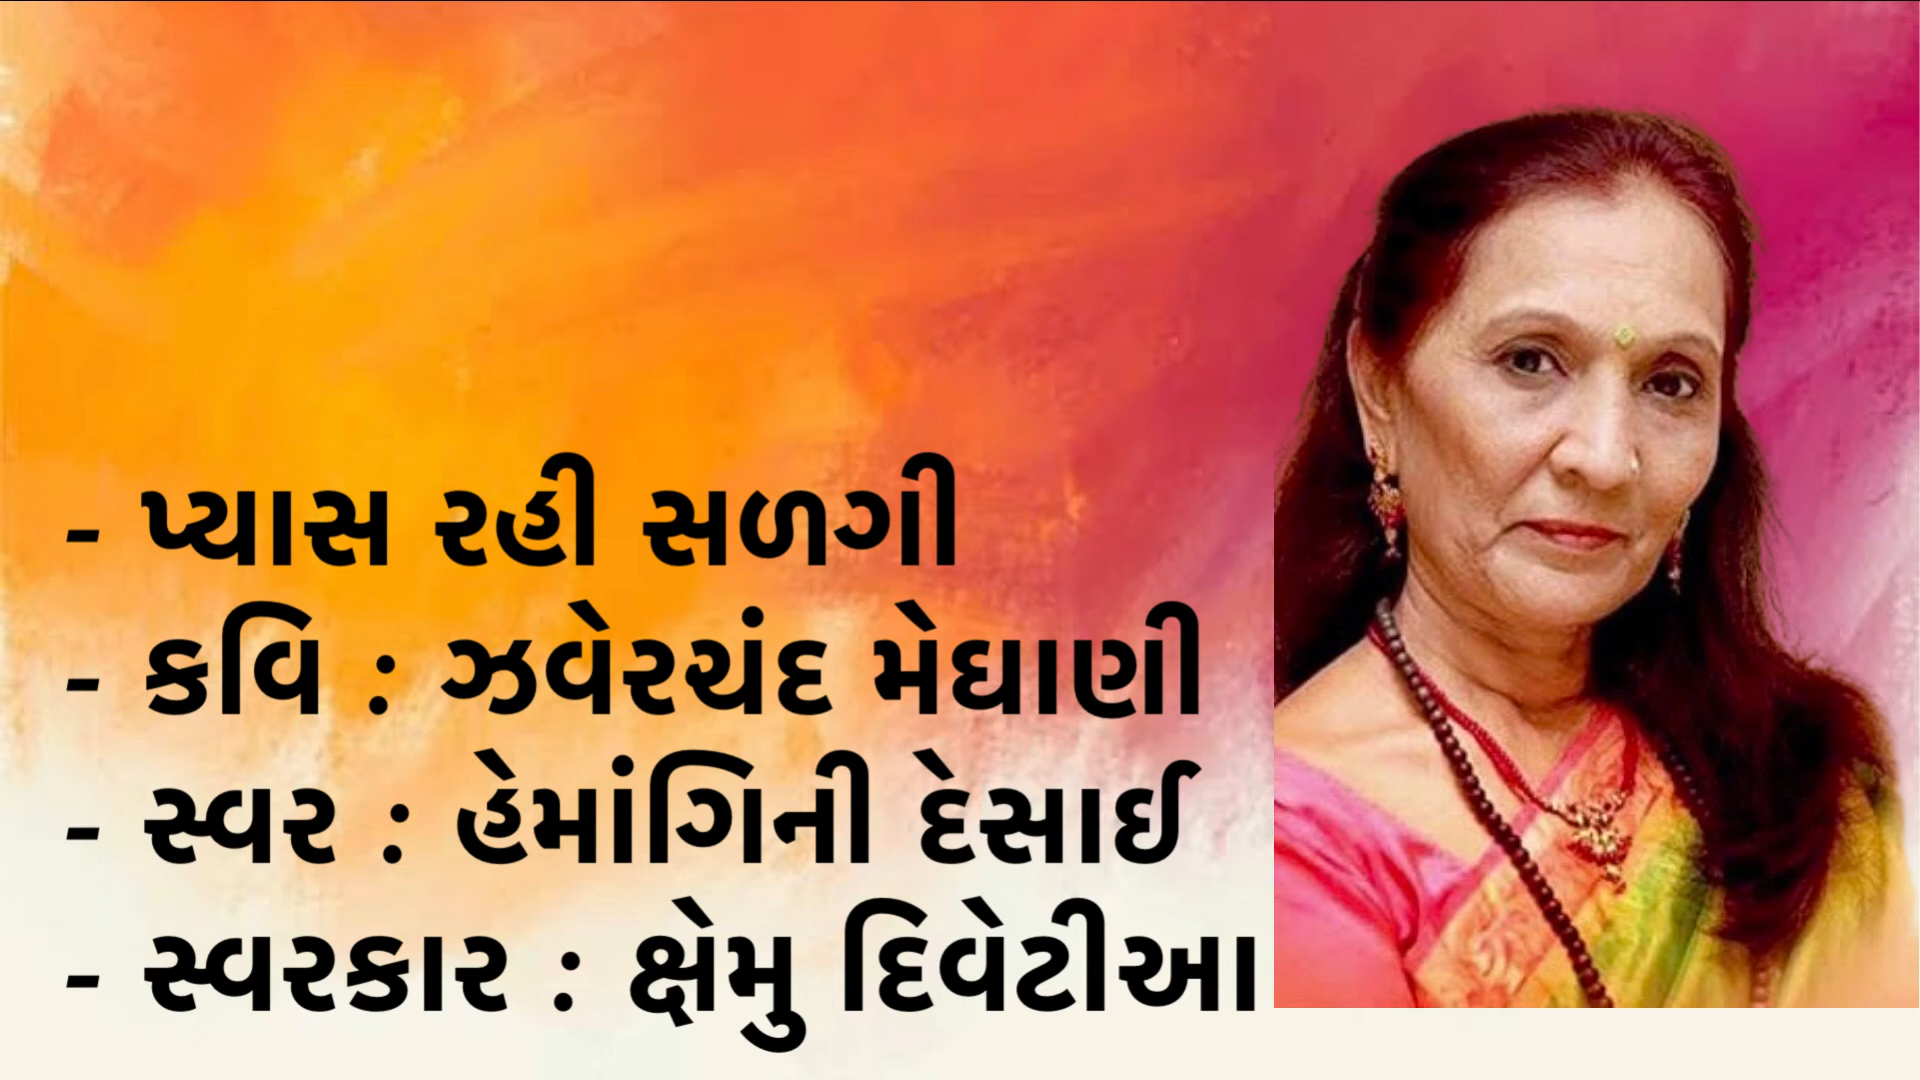 - પ્યાસ રહી સળગી
- કવિ : ઝવેરચંદ મેઘાણી
- સ્વર : હેમાંગિની દેસાઈ
- સ્વરકાર : ક્ષેમુ દિવેટીઆ